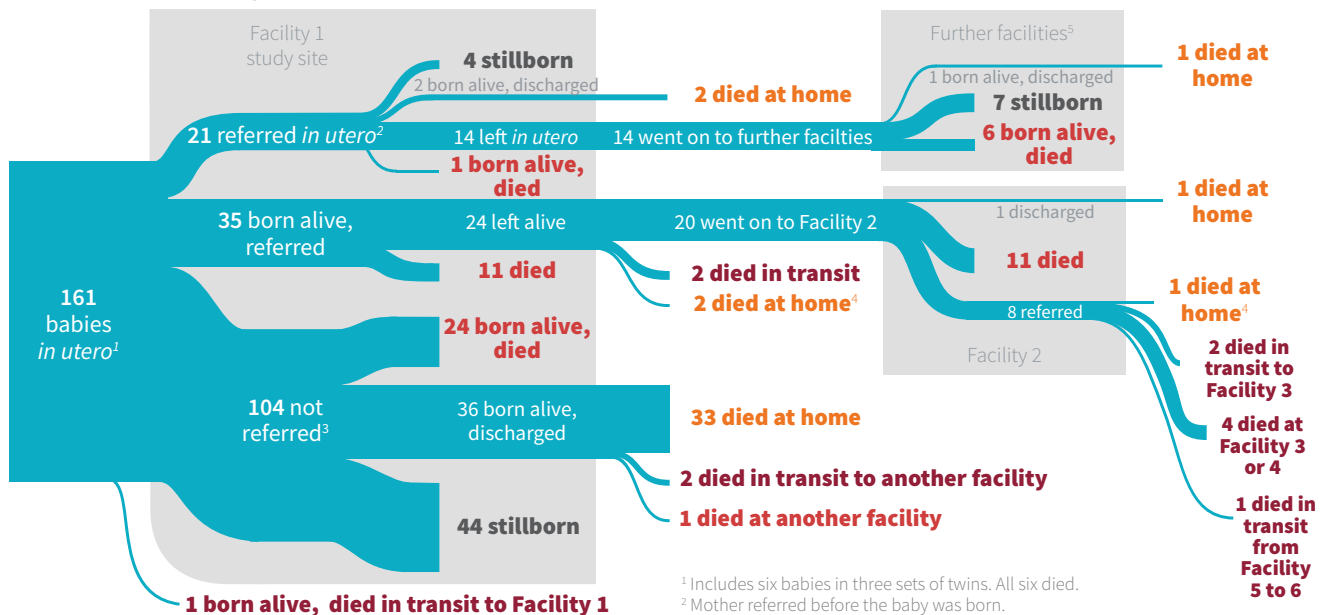 Facility 1
study site
4 stillborn
2 born alive, discharged
2 died at home
21 referred in utero²
14 left in utero
14 went on to further facilties
1 born alive,
died
Further facilities⁵
1 born alive, discharged
7 stillborn
6 born alive,
died
1 died at
home
35 born alive,
referred
24 left alive
20 went on to Facility 2
11 died
2 died in transit
2 died at home⁴
1 discharged
11 died
8 referred
Facility 2
1 died at
home
1 died at
home⁴
2 died in
transit to
Facility 3
4 died at
Facility 3
or 4
1 died in
transit
from
Facility
5 to 6
161
babies
in utero¹
24 born alive,
died
104 not
referred³
36 born alive,
discharged
33 died at home
2 died in transit to another facility
1 died at another facility
44 stillborn
1 born alive, died in transit to Facility 1
¹ Includes six babies in three sets of twins. All six died.
² Mother referred before the baby was born.